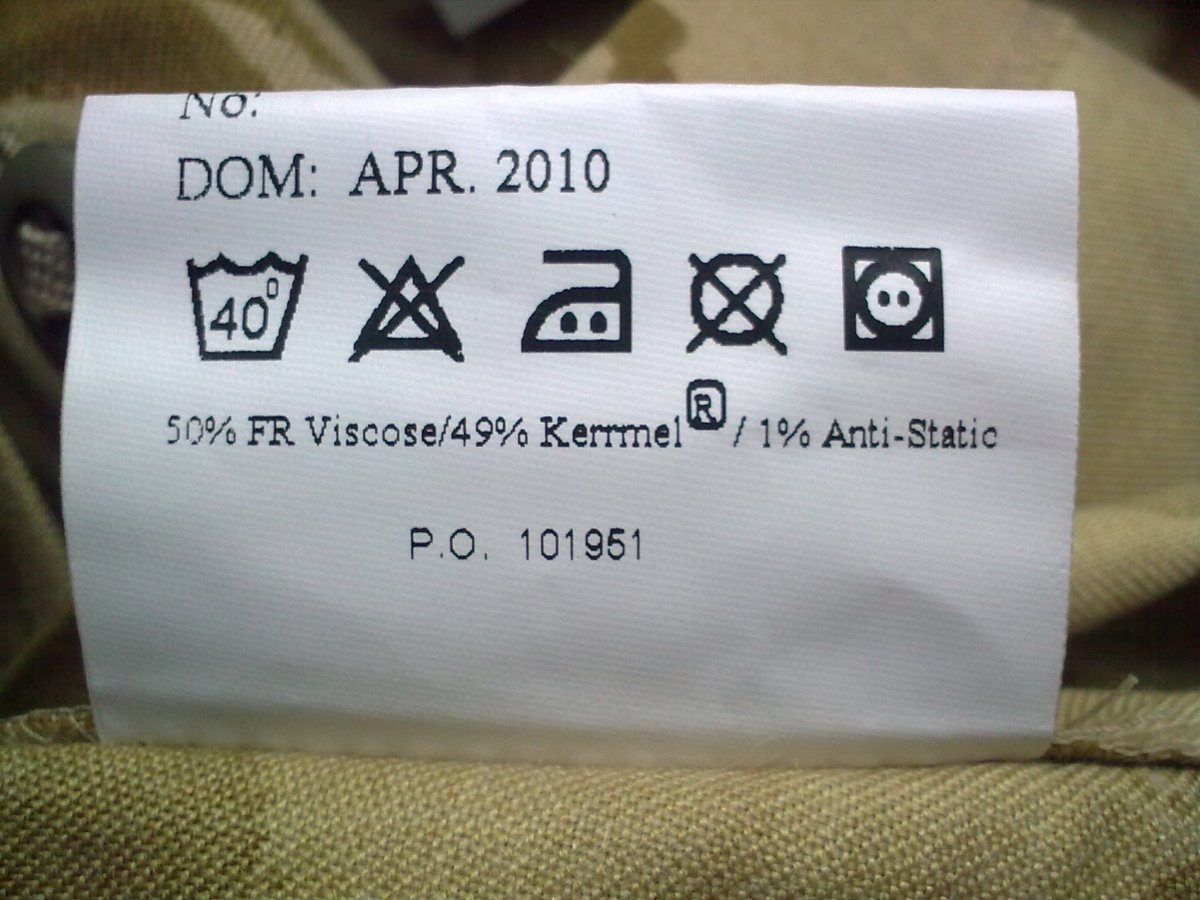 No:
DOM: APR. 2010
40°
50% FR Viscose/49% Kermel® / 1% Anti-Static
P.O. 101951